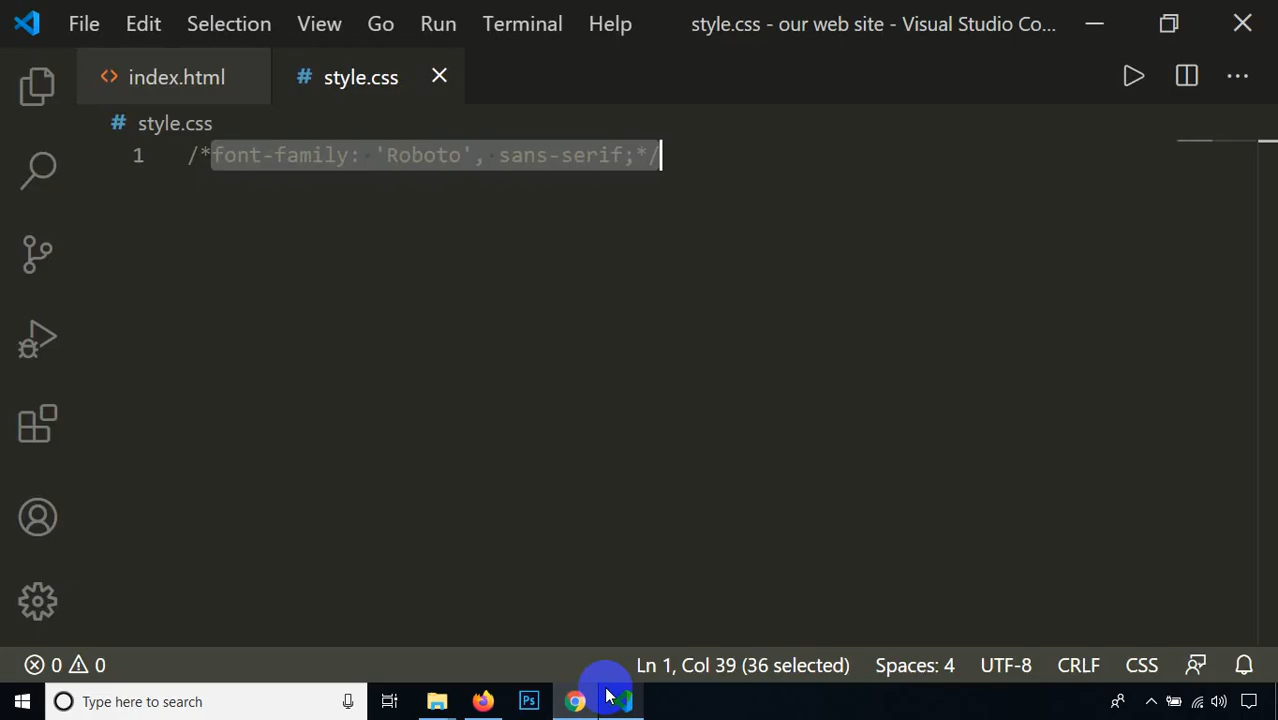 File Edit Selection View Go Run Terminal Help style.css - our web site - Visual Studio Co...
index.html # style.css
# style.css
1 /*font-family: 'Roboto', sans-serif;*/
0 0 Ln 1, Col 39 (36 selected) Spaces: 4 UTF-8 CRLF CSS
Type here to search Ps